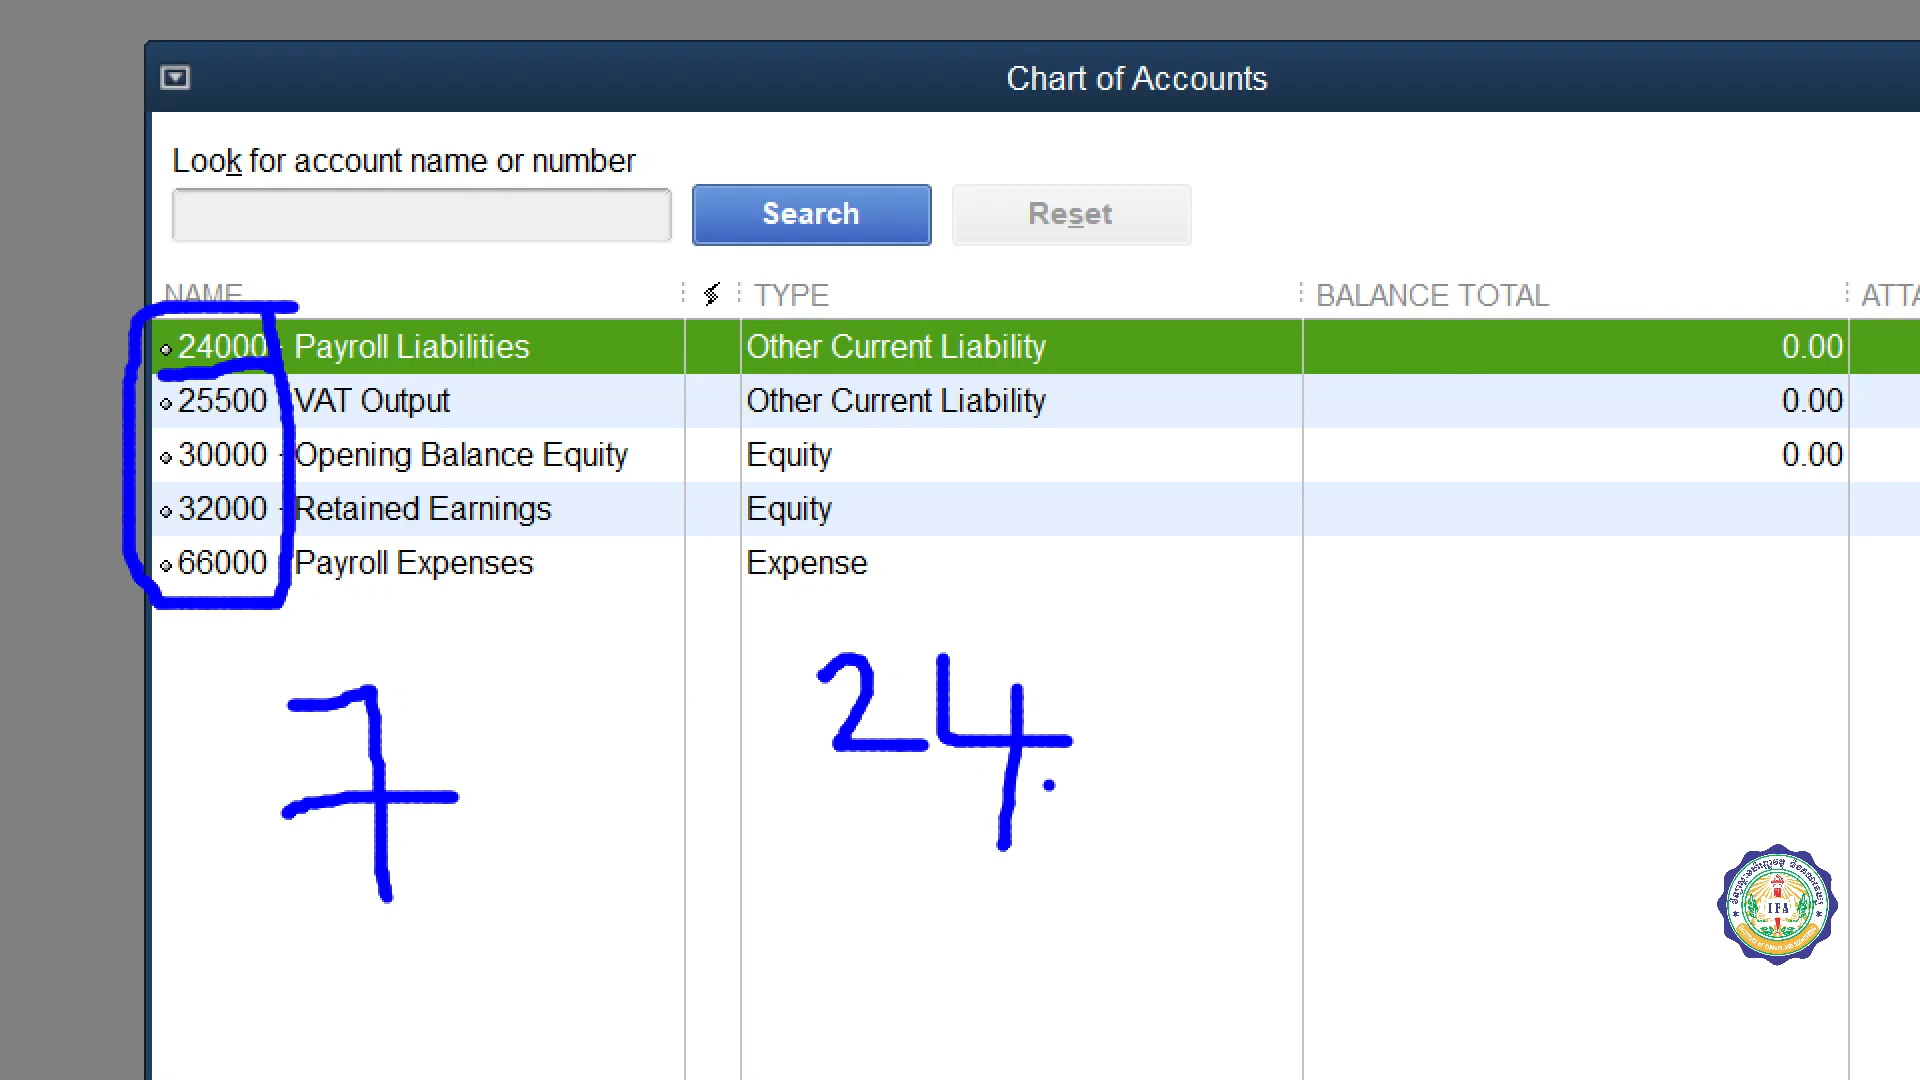 Chart of Accounts
Look for account name or number
Search Reset
NAME TYPE BALANCE TOTAL ATTA
24000 · Payroll Liabilities Other Current Liability 0.00
25500 VAT Output Other Current Liability 0.00
30000 · Opening Balance Equity Equity 0.00
32000 · Retained Earnings Equity
66000 Payroll Expenses Expense
7 24.
IFA